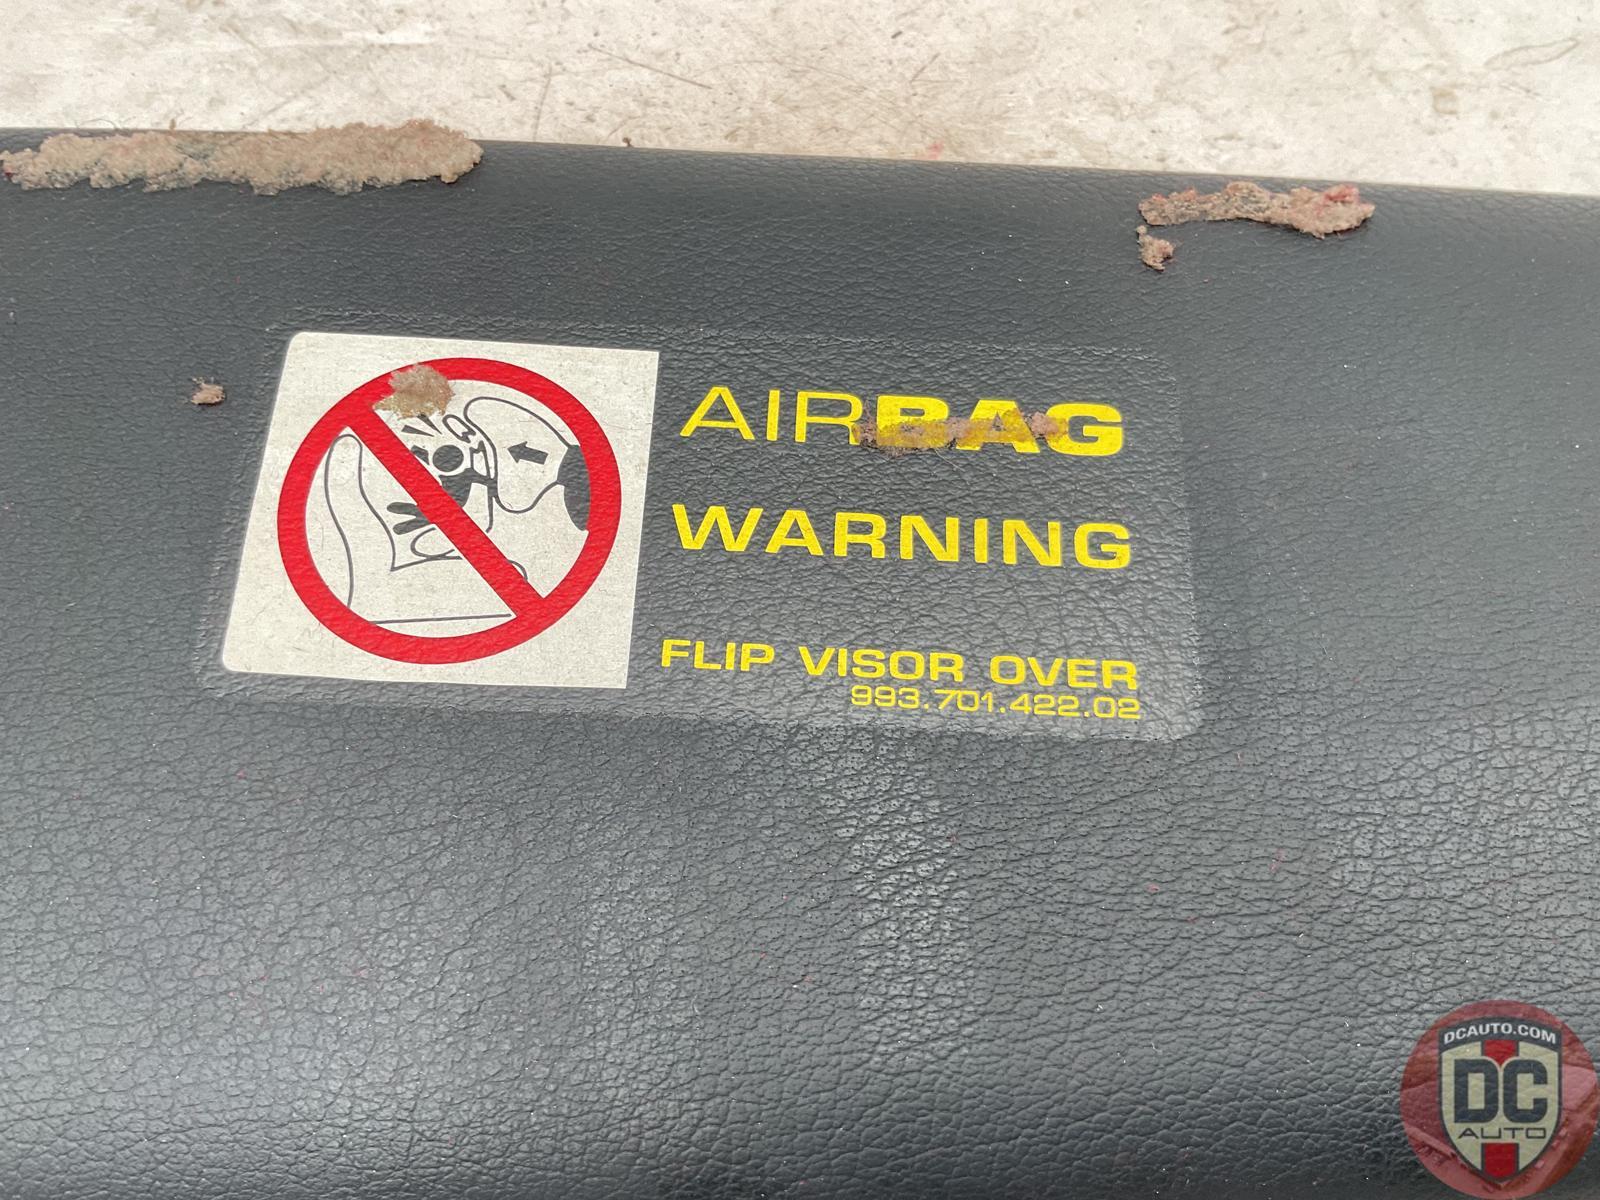 AIRBAG
WARNING
FLIP VISOR OVER
993.701.422.02
DCAUTO.COM
DC
AUTO